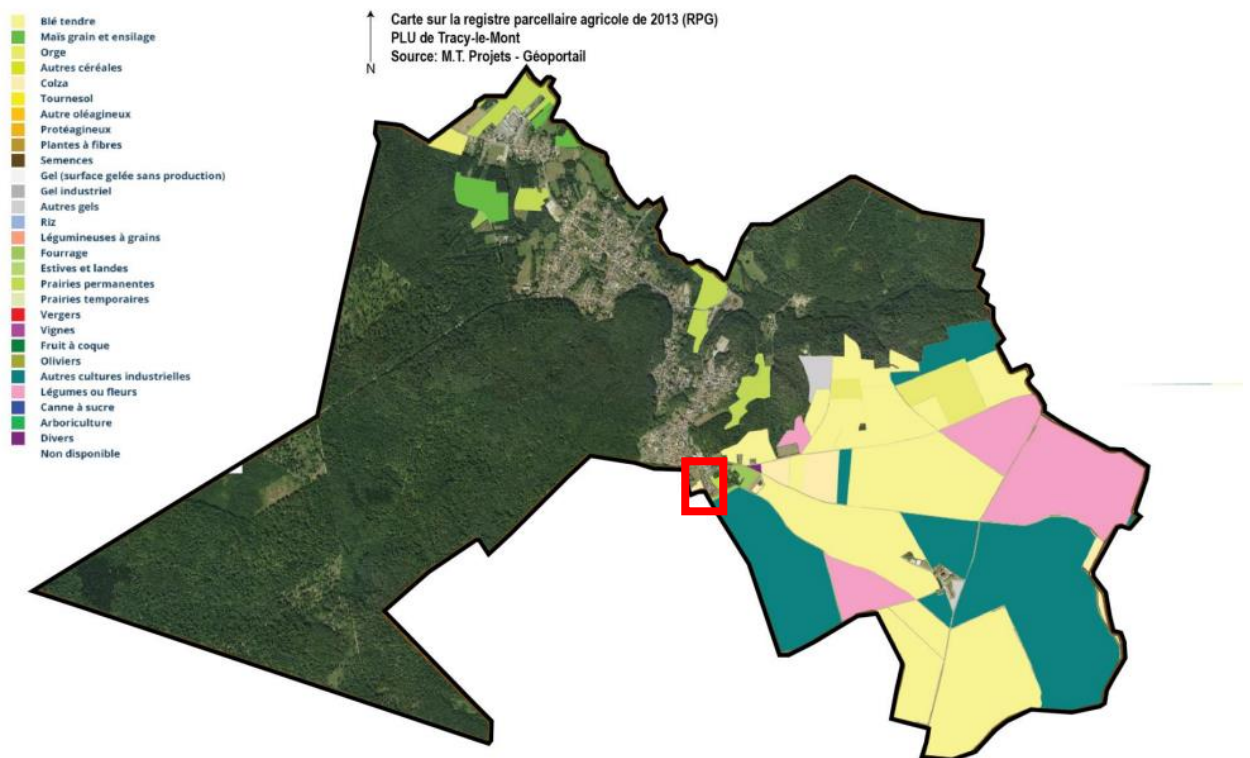 Blé tendre
Maïs grain et ensilage
Orge
Autres céréales
Colza
Tournesol
Autre oléagineux
Protéagineux
Plantes à fibres
Semences
Gel (surface gelée sans production)
Gel industriel
Autres gels
Riz
Légumineuses à grains
Fourrage
Estives et landes
Prairies permanentes
Prairies temporaires
Vergers
Vignes
Fruit à coque
Oliviers
Autres cultures industrielles
Légumes ou fleurs
Canne à sucre
Arboriculture
Divers
Non disponible
N
Carte sur la registre parcellaire agricole de 2013 (RPG)
PLU de Tracy-le-Mont
Source: M.T. Projets - Géoportail